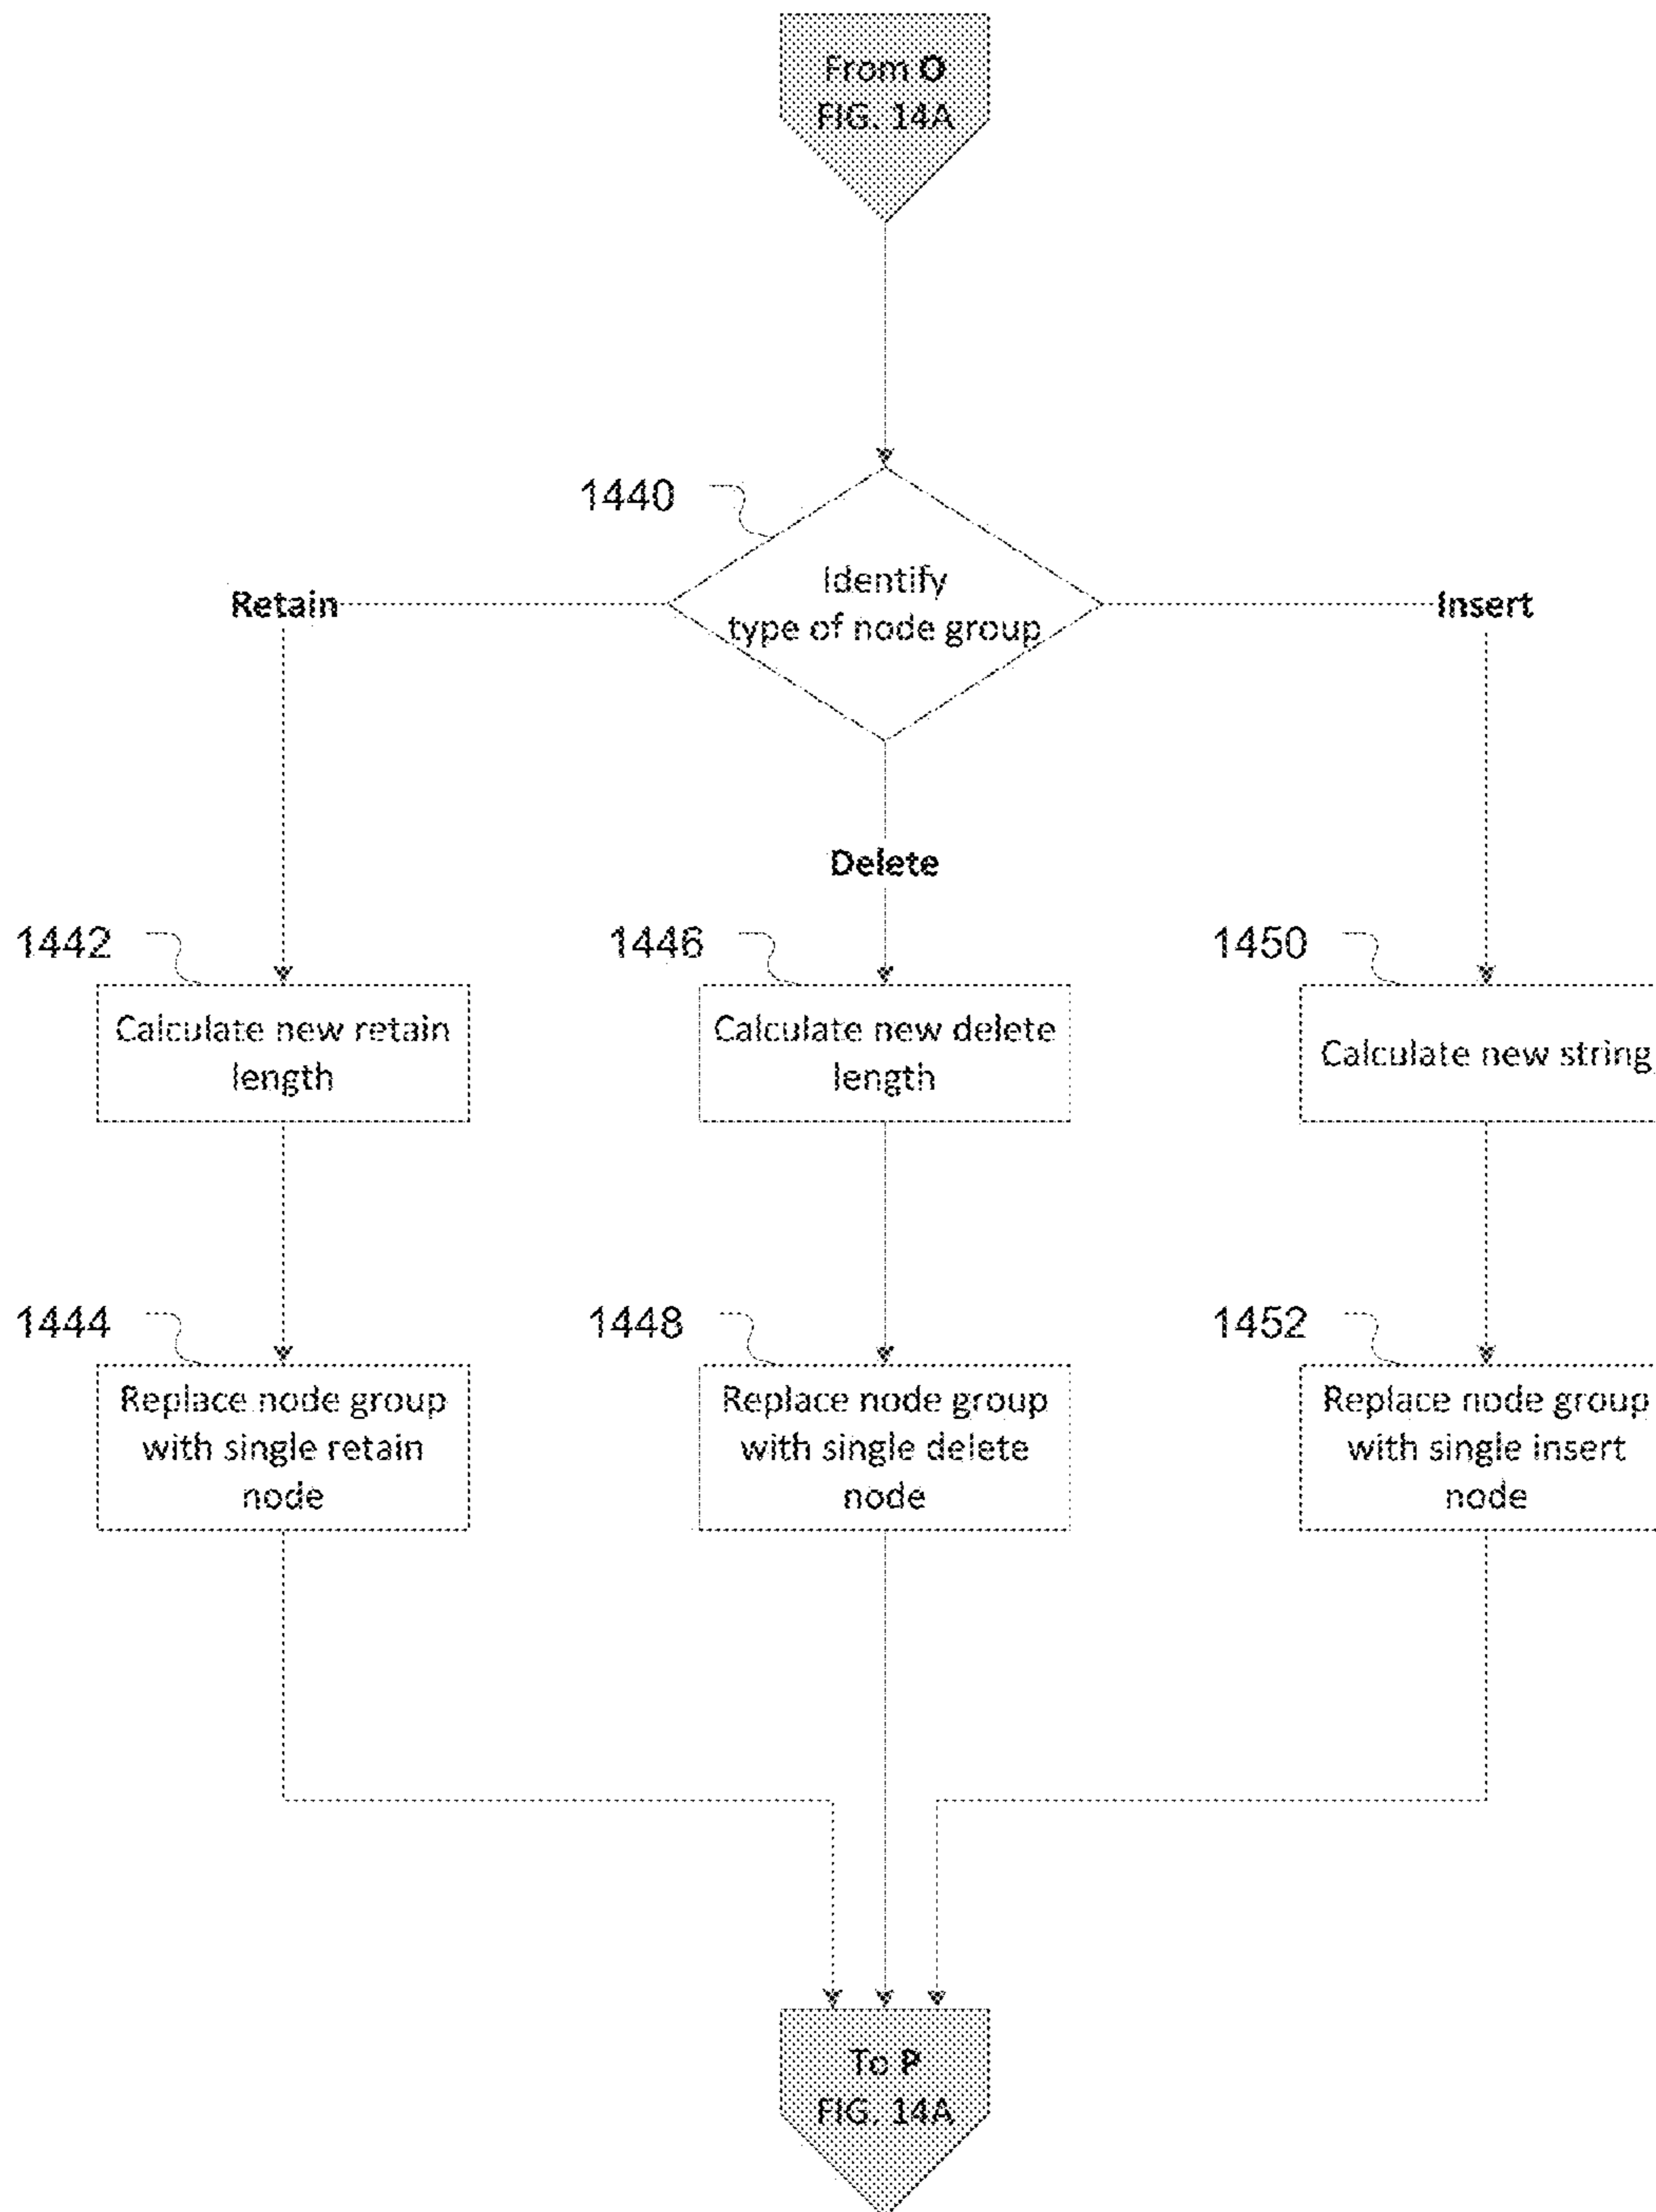 From O
FIG. 14A
1440
Identify
type of node group
Retain
Insert
Delete
1442
1446
1450
Calculate new retain
length
Calculate new delete
length
Calculate new string
1444
1448
1452
Replace node group
with single retain
node
Replace node group
with single delete
node
Replace node group
with single insert
node
To P
FIG. 14A